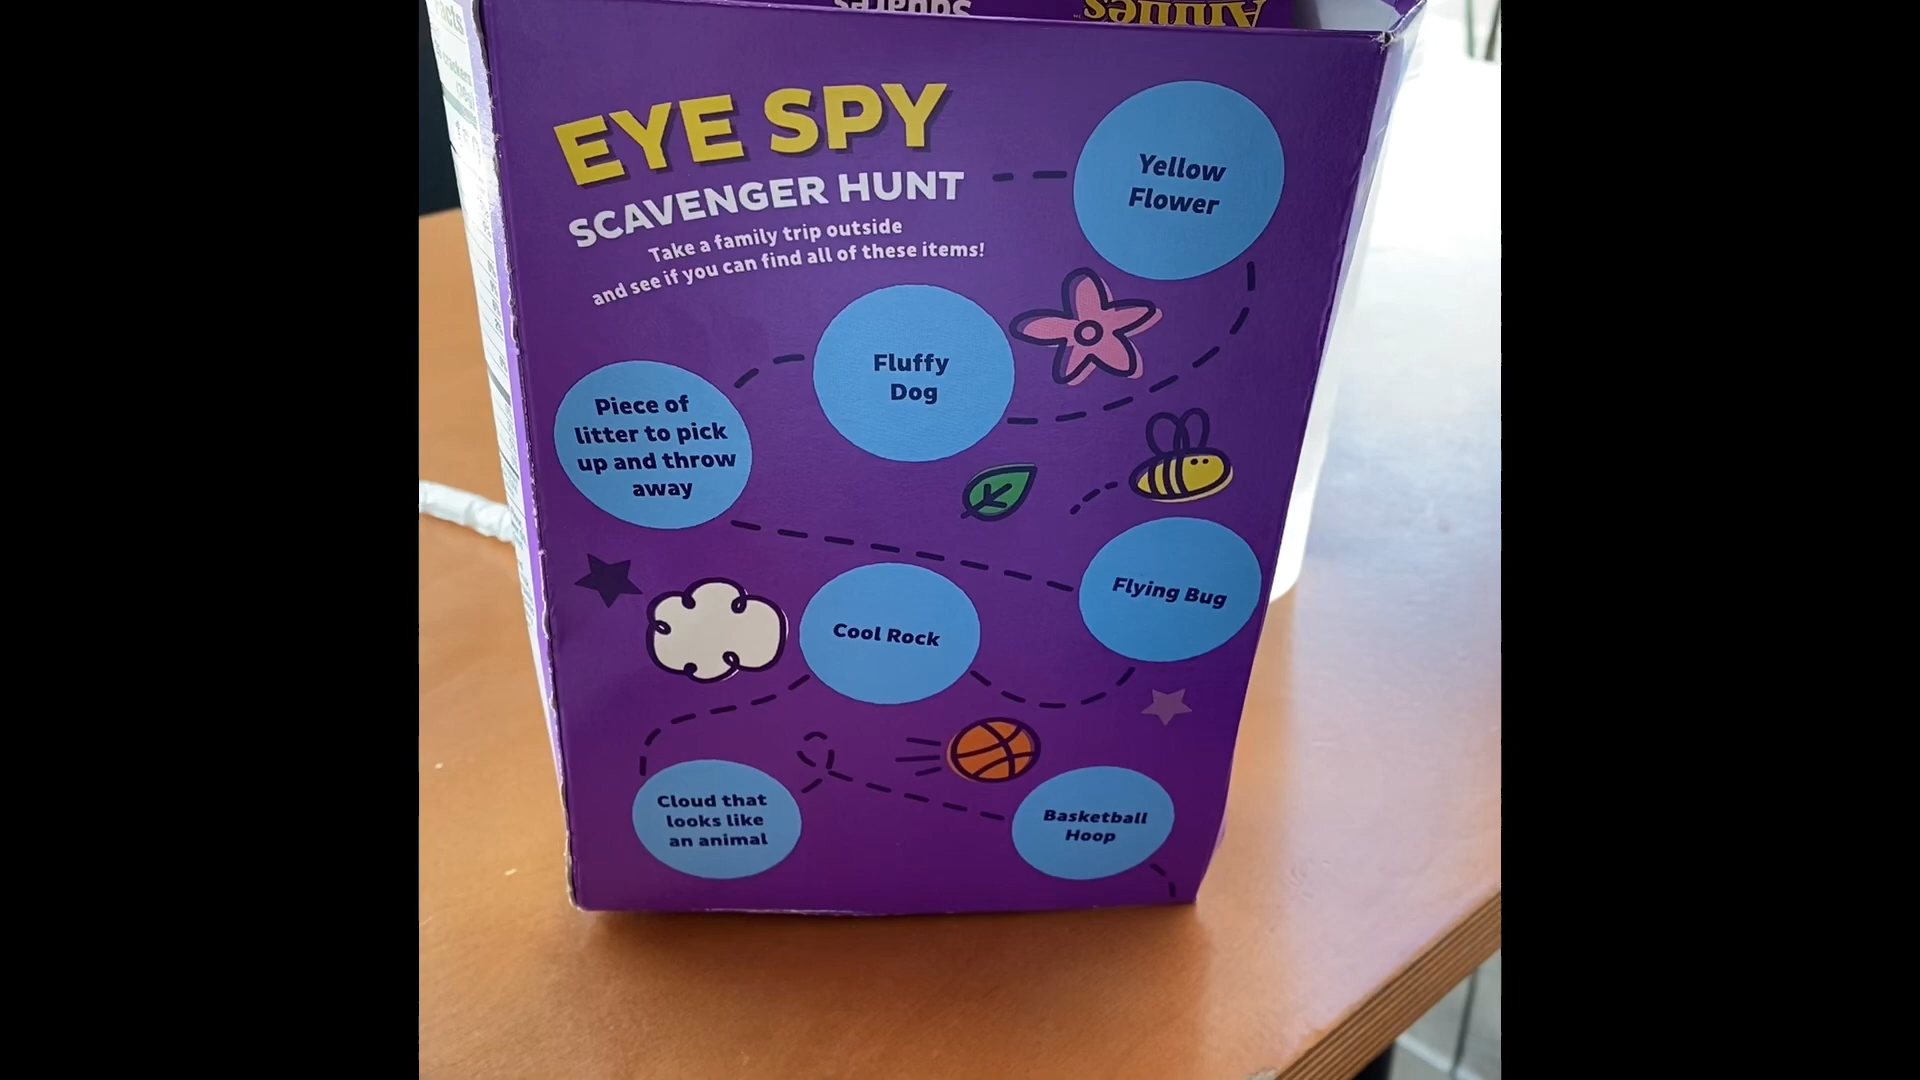 Squares
Annie's
EYE SPY
SCAVENGER HUNT
Take a family trip outside
and see if you can find all of these items!
Yellow
Flower
Fluffy
Dog
Piece of
litter to pick
up and throw
away
Flying Bug
Cool Rock
Cloud that
looks like
an animal
Basketball
Hoop